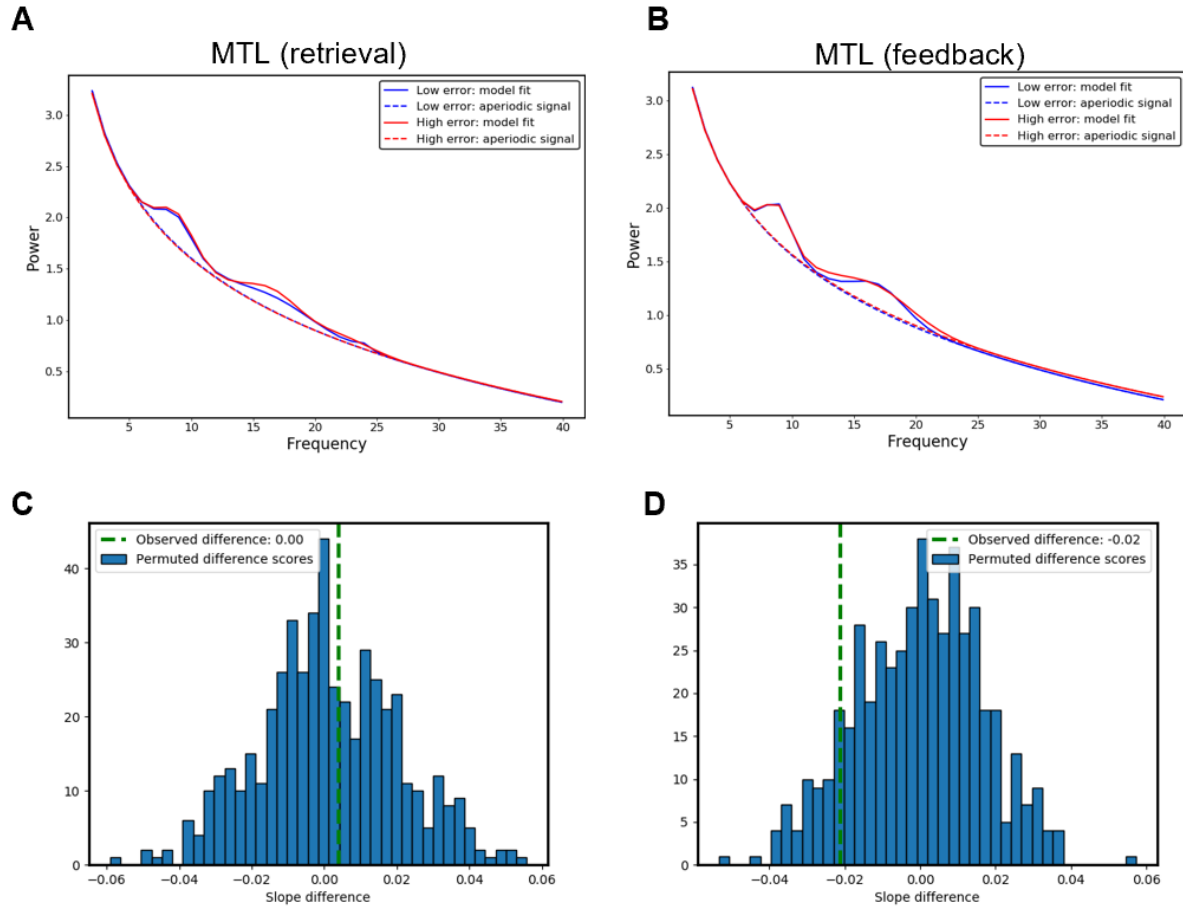 A
MTL (retrieval)
Low error: model fit
Low error: aperiodic signal
High error: model fit
High error: aperiodic signal
3.0
2.5
2.0
1.5
1.0
0.5
Power
5 10 15 20 25 30 35 40
Frequency
B
MTL (feedback)
Low error: model fit
Low error: aperiodic signal
High error: model fit
High error: aperiodic signal
3.0
2.5
2.0
1.5
1.0
0.5
Power
5 10 15 20 25 30 35 40
Frequency
C
Observed difference: 0.00
Permuted difference scores
40
30
20
10
0
−0.06 −0.04 −0.02 0.00 0.02 0.04 0.06
Slope difference
D
Observed difference: -0.02
Permuted difference scores
35
30
25
20
15
10
5
0
−0.04 −0.02 0.00 0.02 0.04 0.06
Slope difference